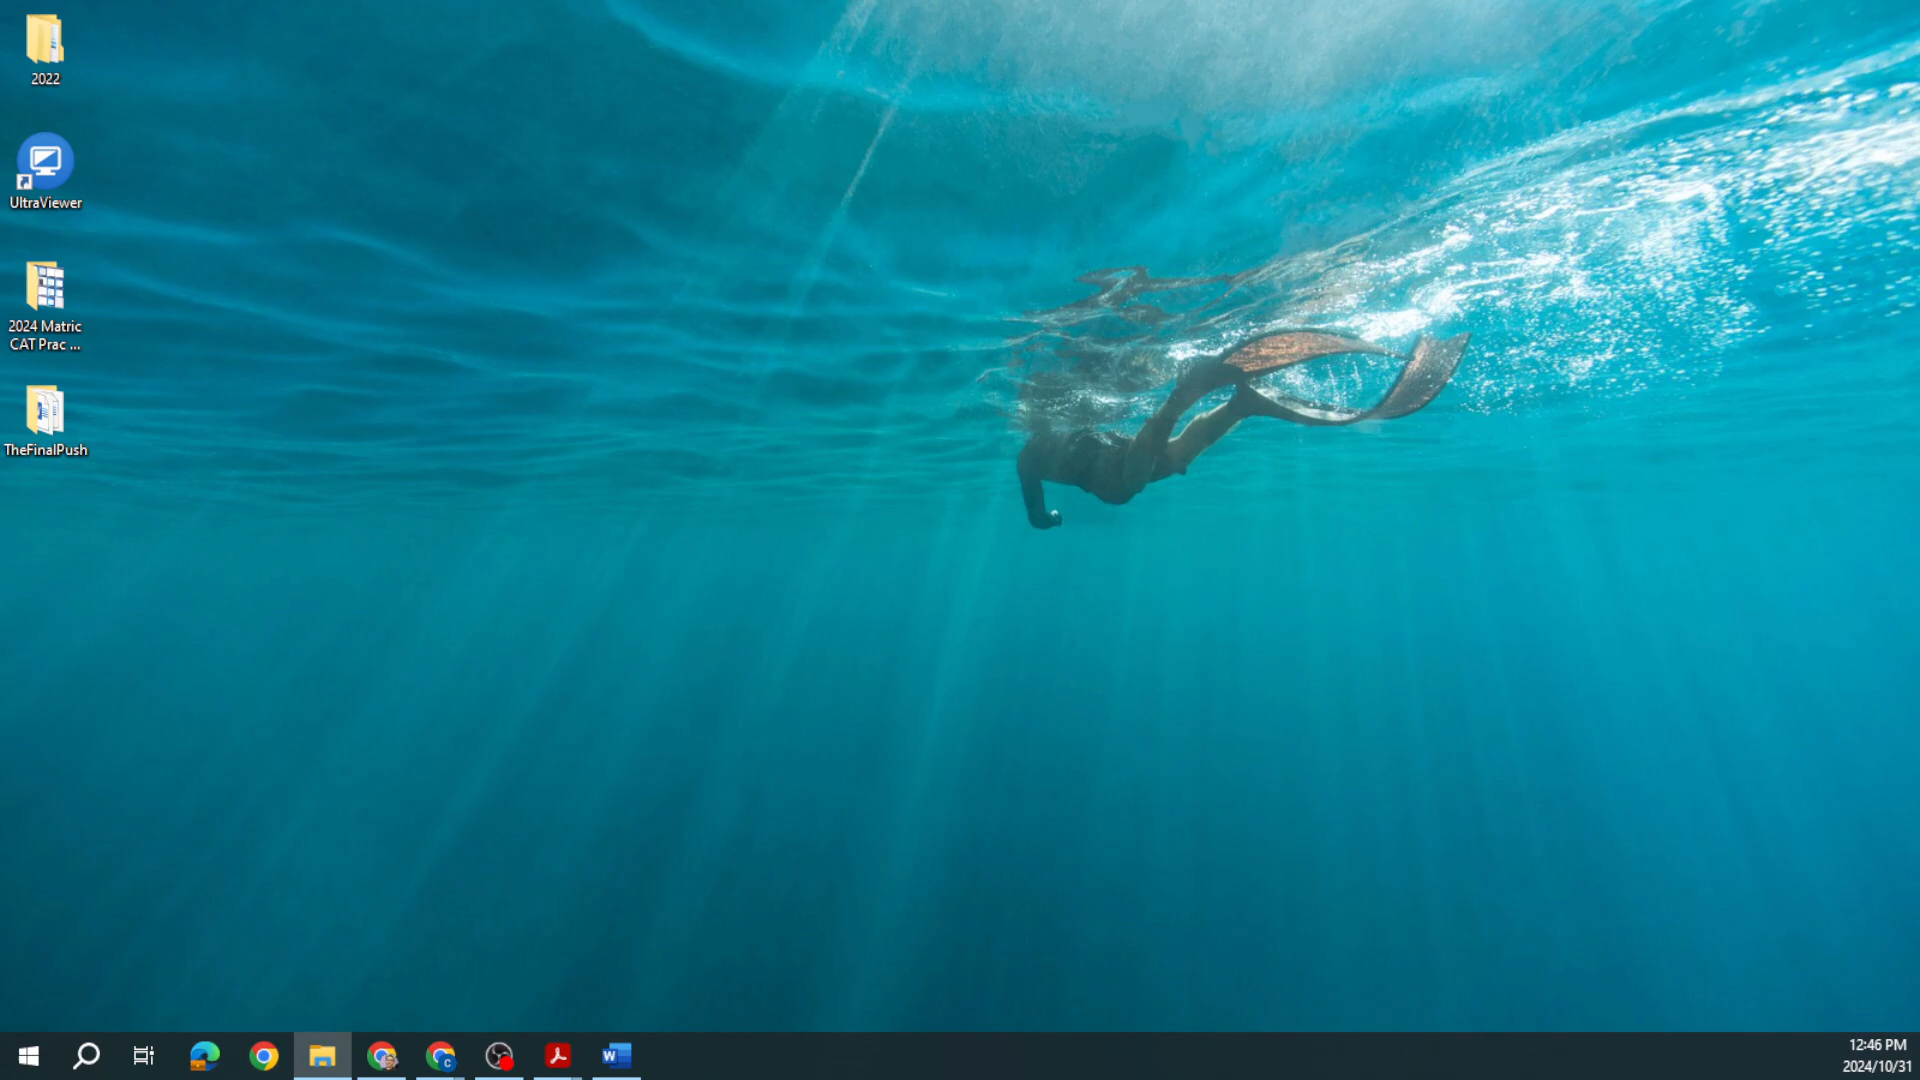 2022
UltraViewer
2024 Matric
CAT Prac ...
TheFinalPush
12:46 PM
2024/10/31